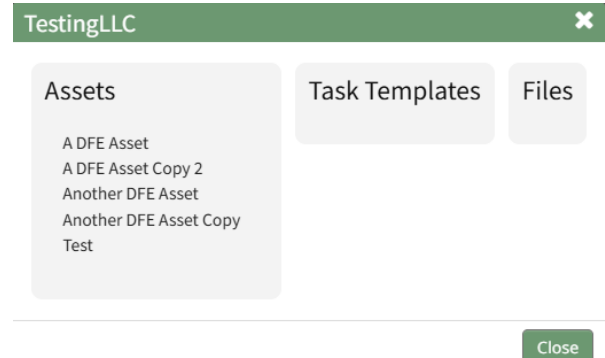 TestingLLC
Assets
A DFE Asset
A DFE Asset Copy 2
Another DFE Asset
Another DFE Asset Copy
Test
Task Templates
Files
Close